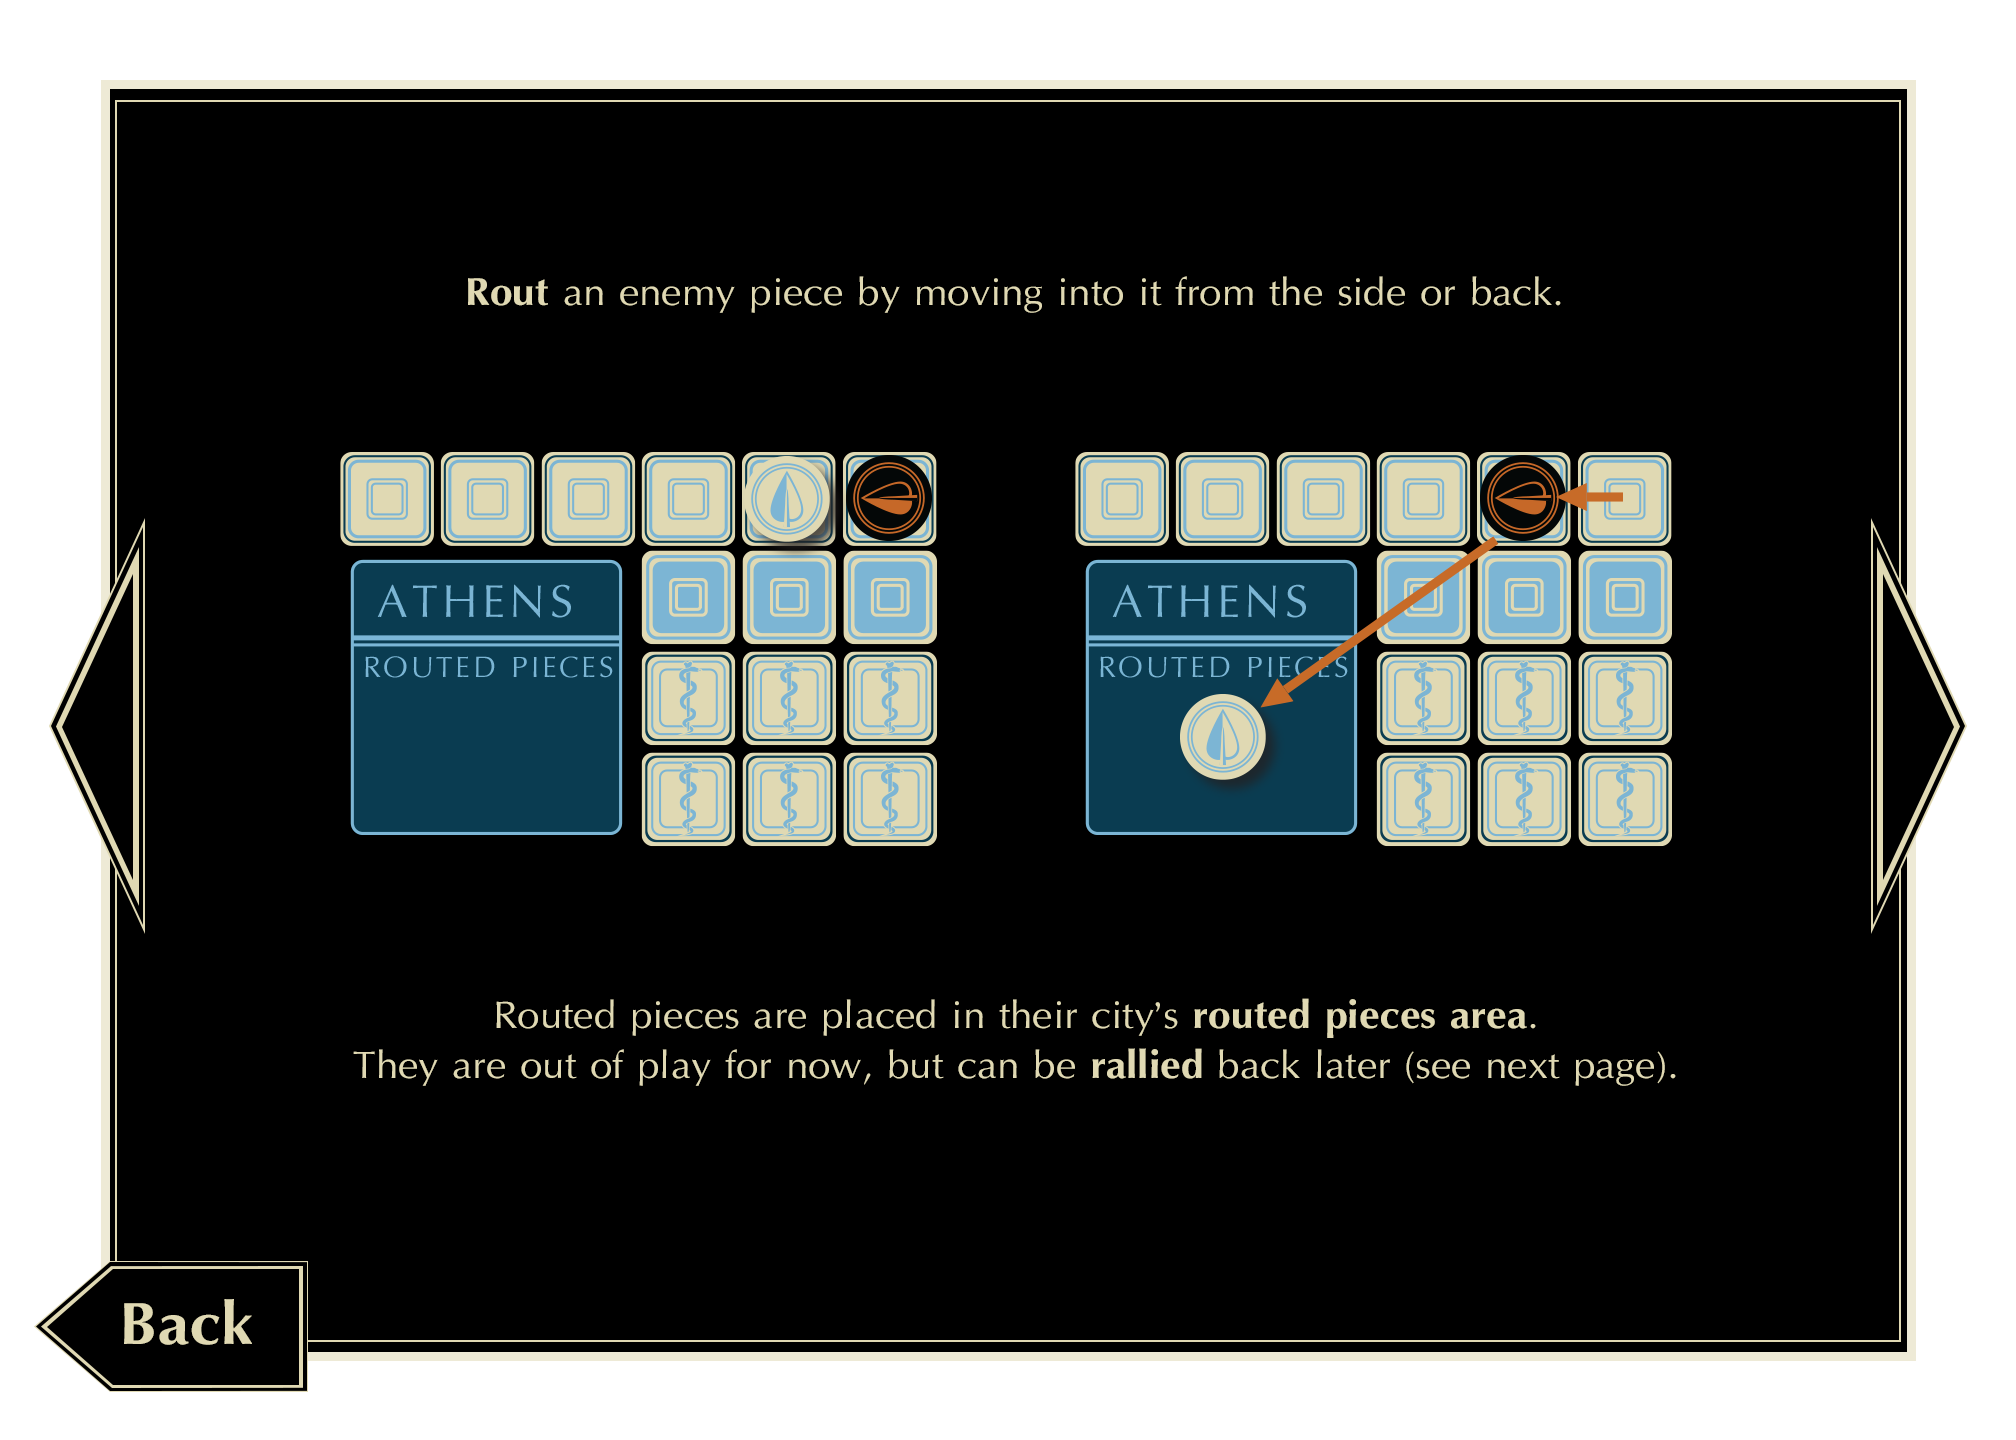 Rout an enemy piece by moving into it from the side or back.
ATHENS
ROUTED PIECES
ATHENS
ROUTED PIECES
Routed pieces are placed in their city’s routed pieces area.
They are out of play for now, but can be rallied back later (see next page).
Back